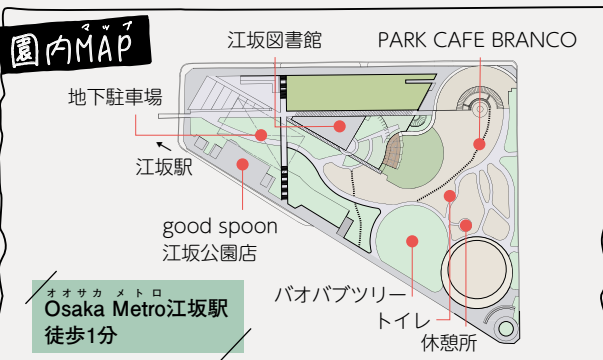 園内MAP
マップ
江坂図書館
PARK CAFE BRANCO
地下駐車場
江坂駅
good spoon
江坂公園店
バオバブツリー
トイレ
休憩所
オオサカ メトロ
Osaka Metro江坂駅
徒歩1分